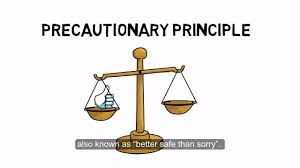 PRECAUTIONARY PRINCIPLE
also known as "better safe than sorry".